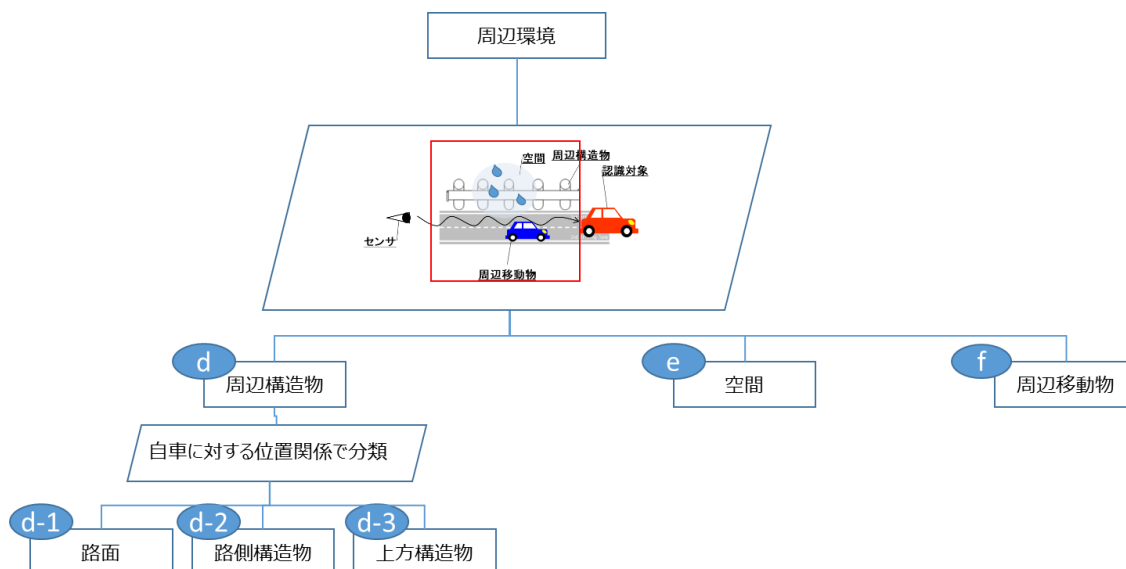 周辺環境
空間
周辺構造物
認識対象
センサ
周辺移動物
d
周辺構造物
e
空間
f
周辺移動物
自車に対する位置関係で分類
d-1
路面
d-2
路側構造物
d-3
上方構造物